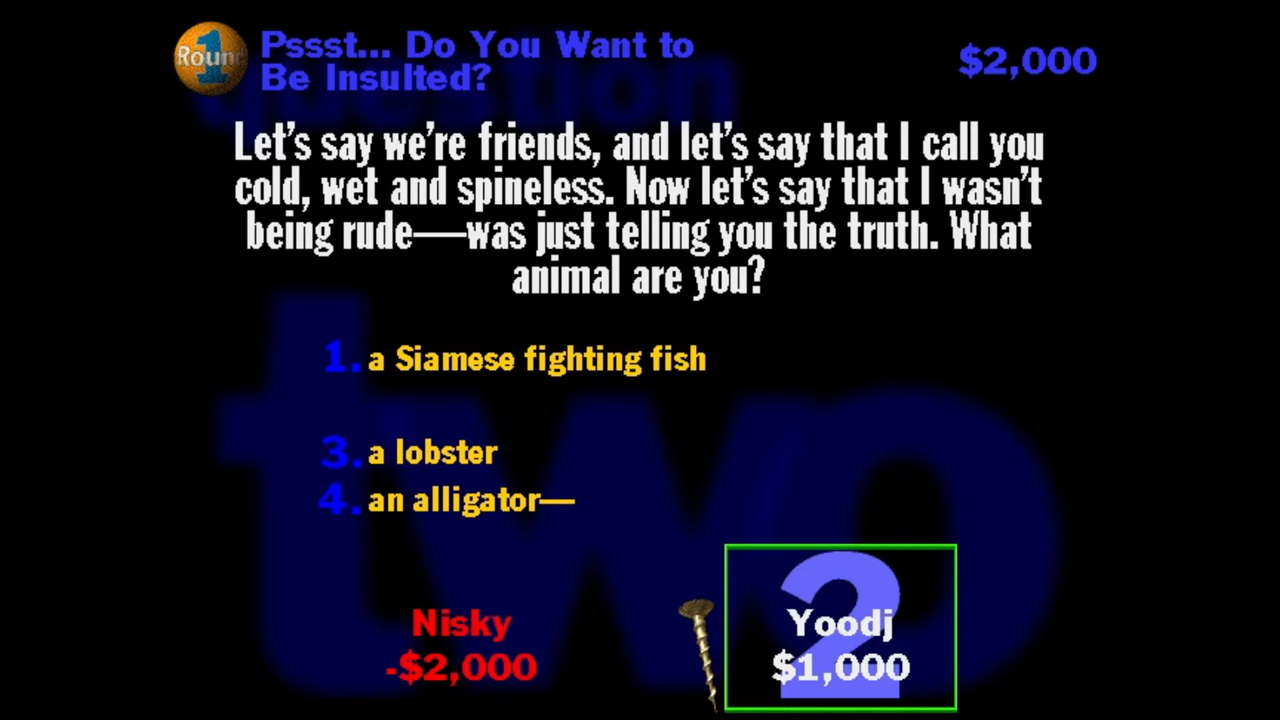 Round 1
Pssst... Do You Want to
Be Insulted?
$2,000
question
Let's say we're friends, and let's say that I call you
cold, wet and spineless. Now let's say that I wasn't
being rude—was just telling you the truth. What
animal are you?
1. a Siamese fighting fish
3. a lobster
4. an alligator—
two
Nisky
-$2,000
2
Yoodj
$1,000